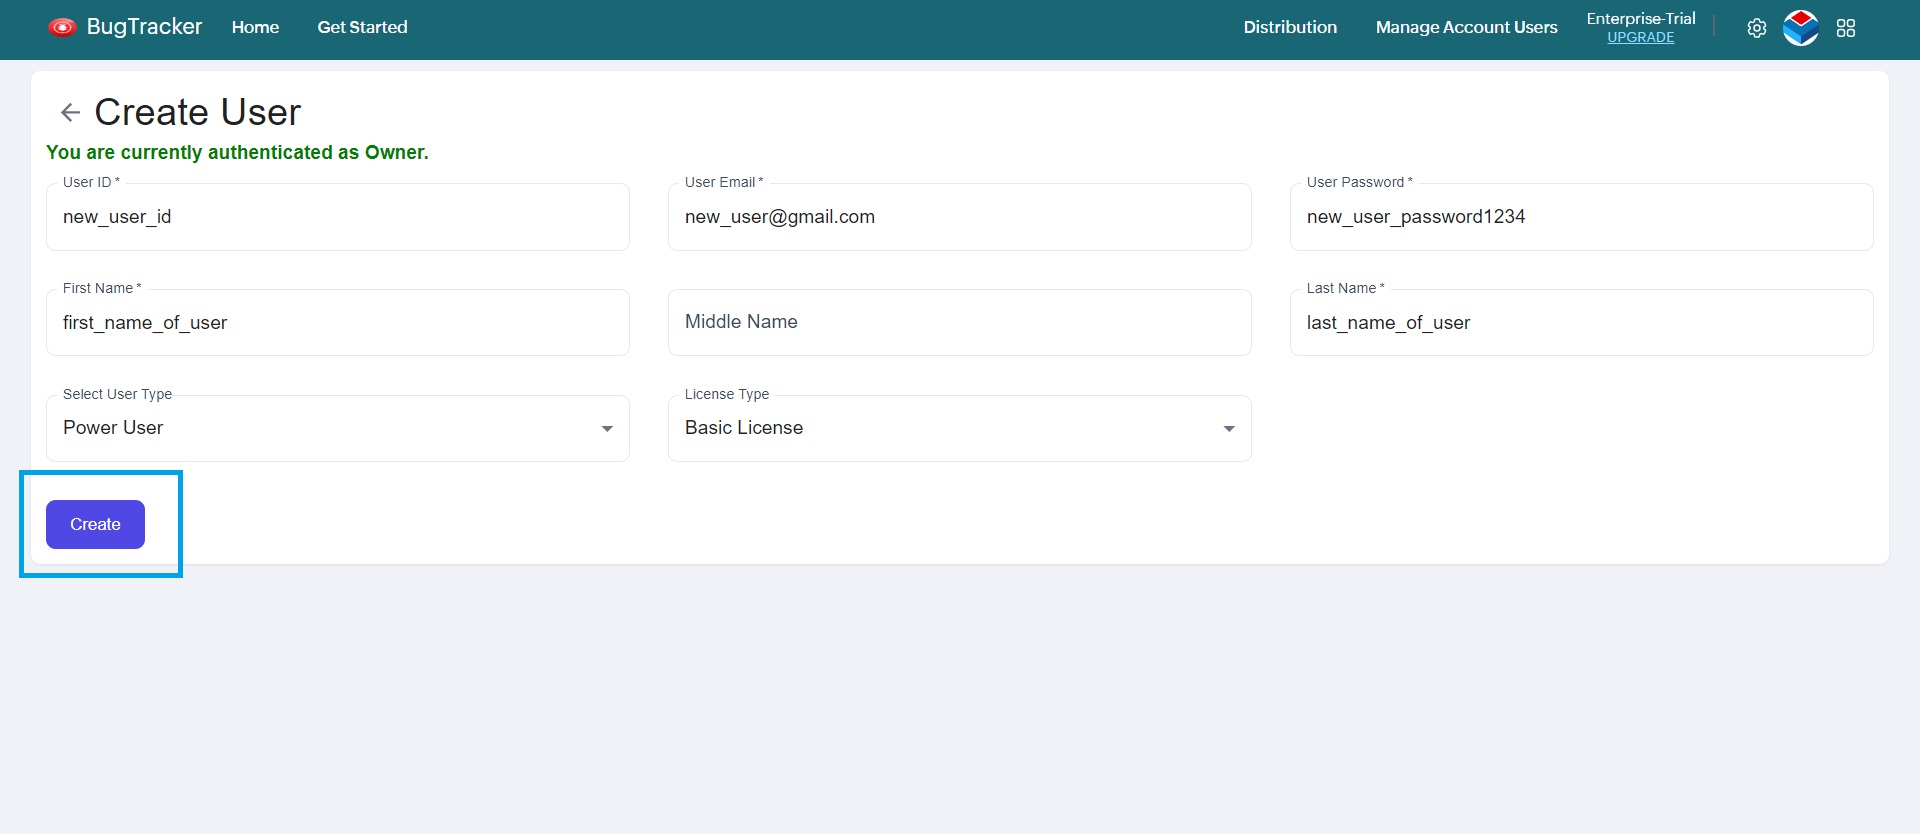 BugTracker Home Get Started Distribution Manage Account Users Enterprise-Trial
UPGRADE
Create User
You are currently authenticated as Owner.
User ID * User Email * User Password *
new_user_id new_user@gmail.com new_user_password1234
First Name * Last Name *
first_name_of_user Middle Name last_name_of_user
Select User Type License Type
Power User Basic License
Create